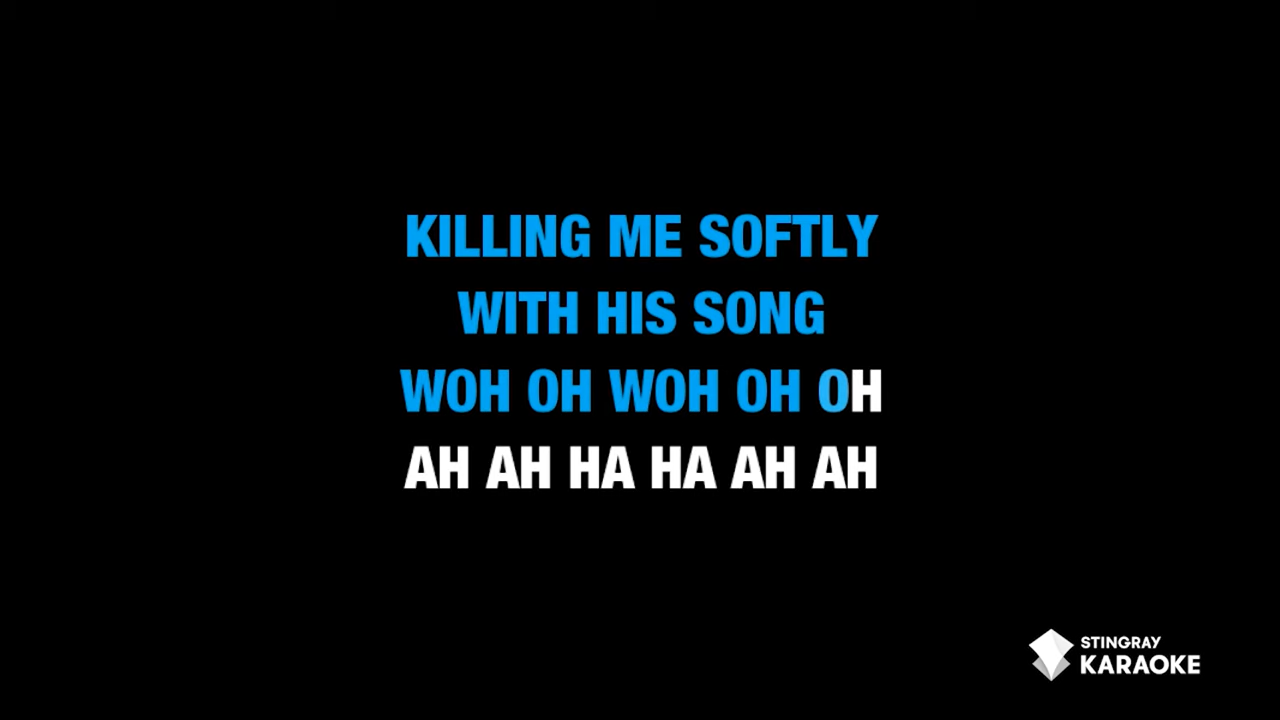 KILLING ME SOFTLY
WITH HIS SONG
WOH OH WOH OH OH
AH AH HA HA AH AH
STINGRAY
KARAOKE